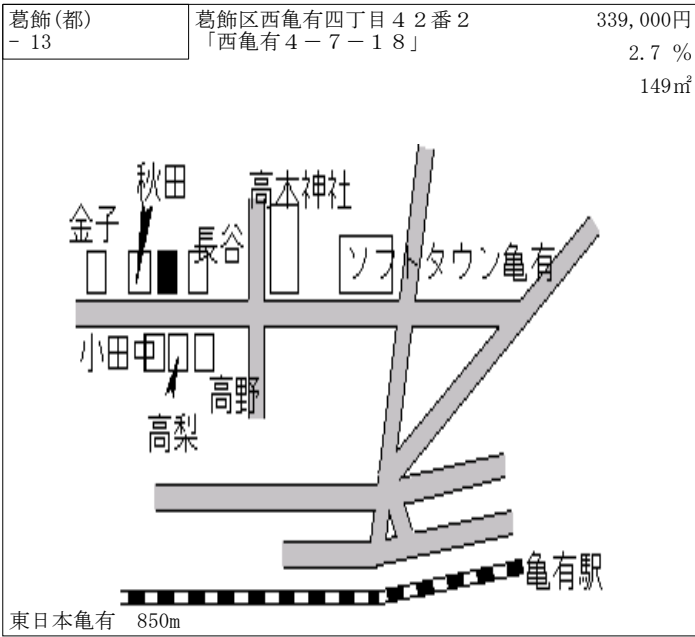 葛飾(都)
- 13
葛飾区西亀有四丁目４２番２
「西亀有４－７－１８」
339,000円
2.7 %
149㎡
秋田
高本神社
金子
長谷
ソフトタウン亀有
小田中
高野
高梨
亀有駅
東日本亀有 850m